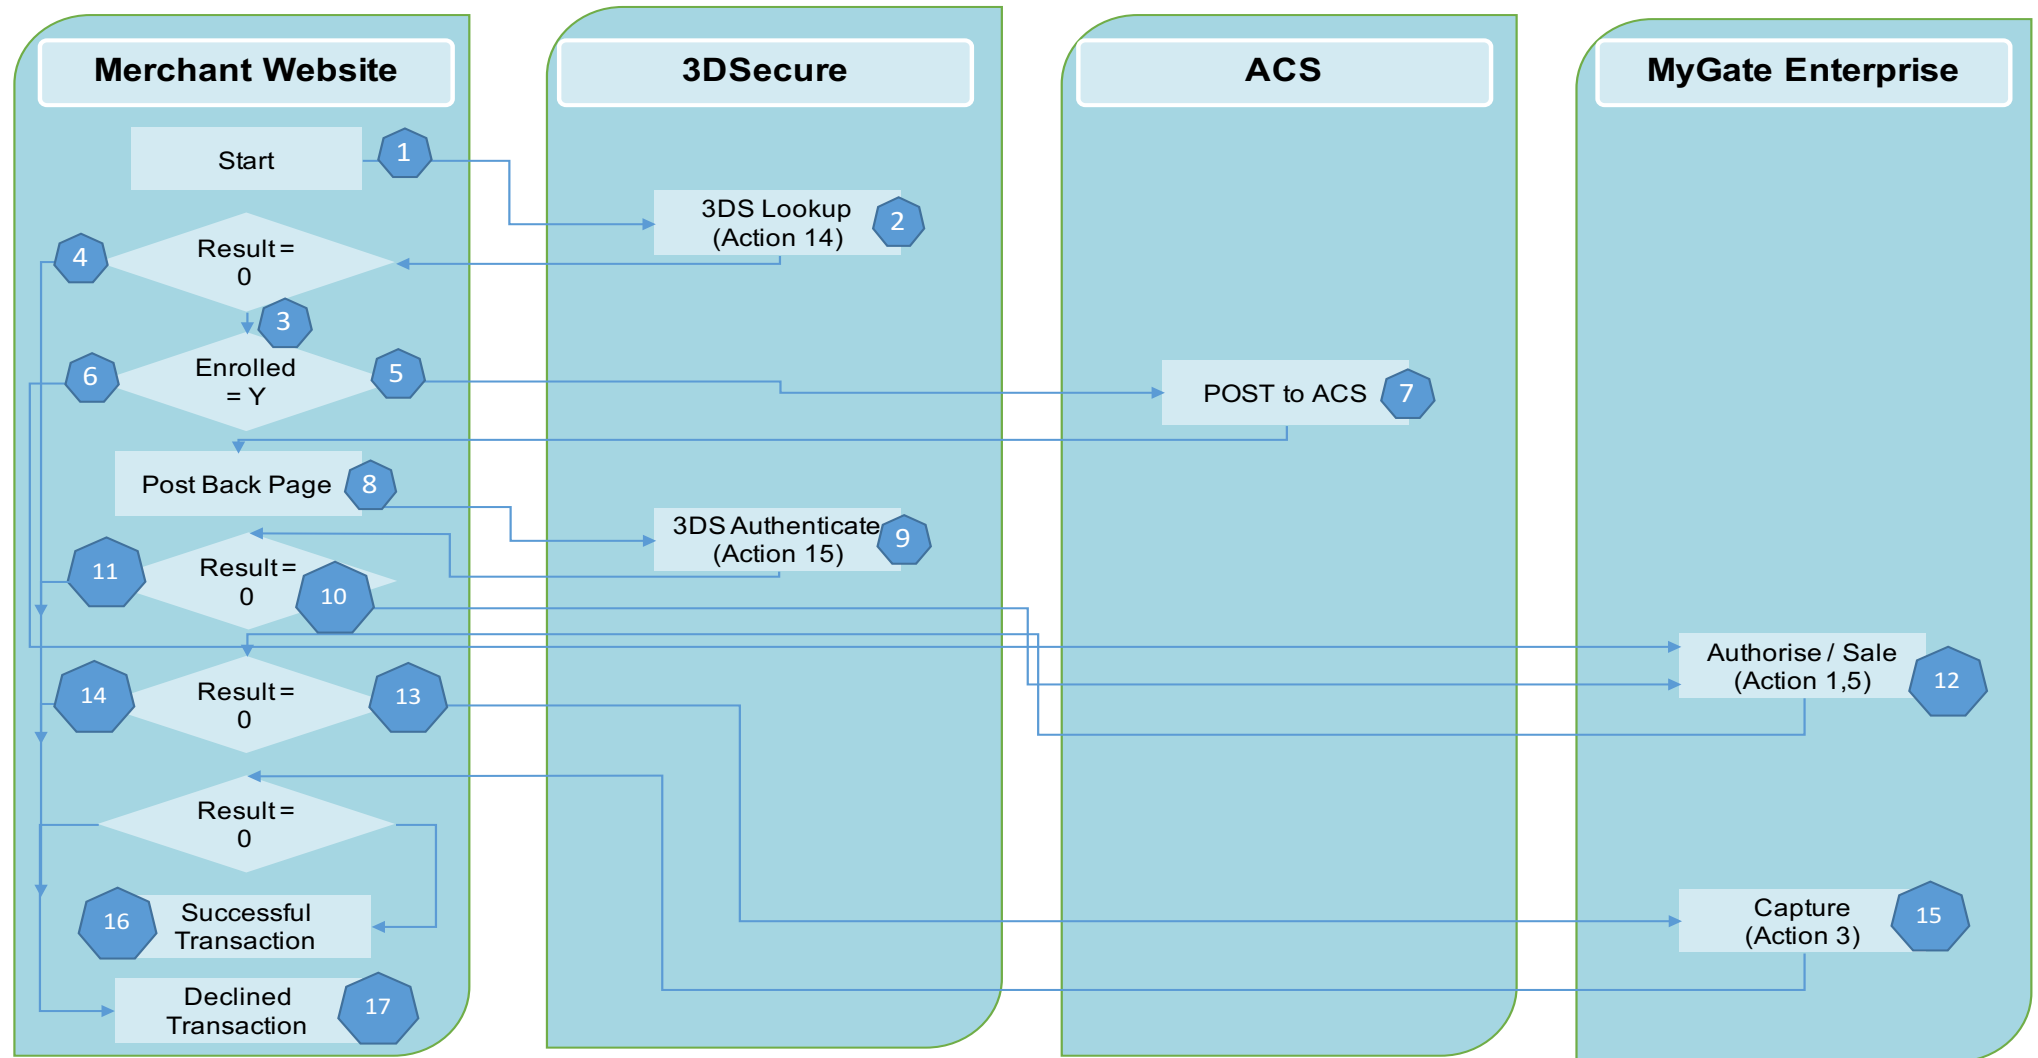 Merchant Website
3DSecure
ACS
MyGate Enterprise
Start
1
3DS Lookup
(Action 14)
2
4
Result =
0
3
6
Enrolled
= Y
5
POST to ACS
7
Post Back Page
8
3DS Authenticate
(Action 15)
9
11
Result =
0
10
Authorise / Sale
(Action 1,5)
12
14
Result =
0
13
Result =
0
16
Successful
Transaction
Capture
(Action 3)
15
Declined
Transaction
17